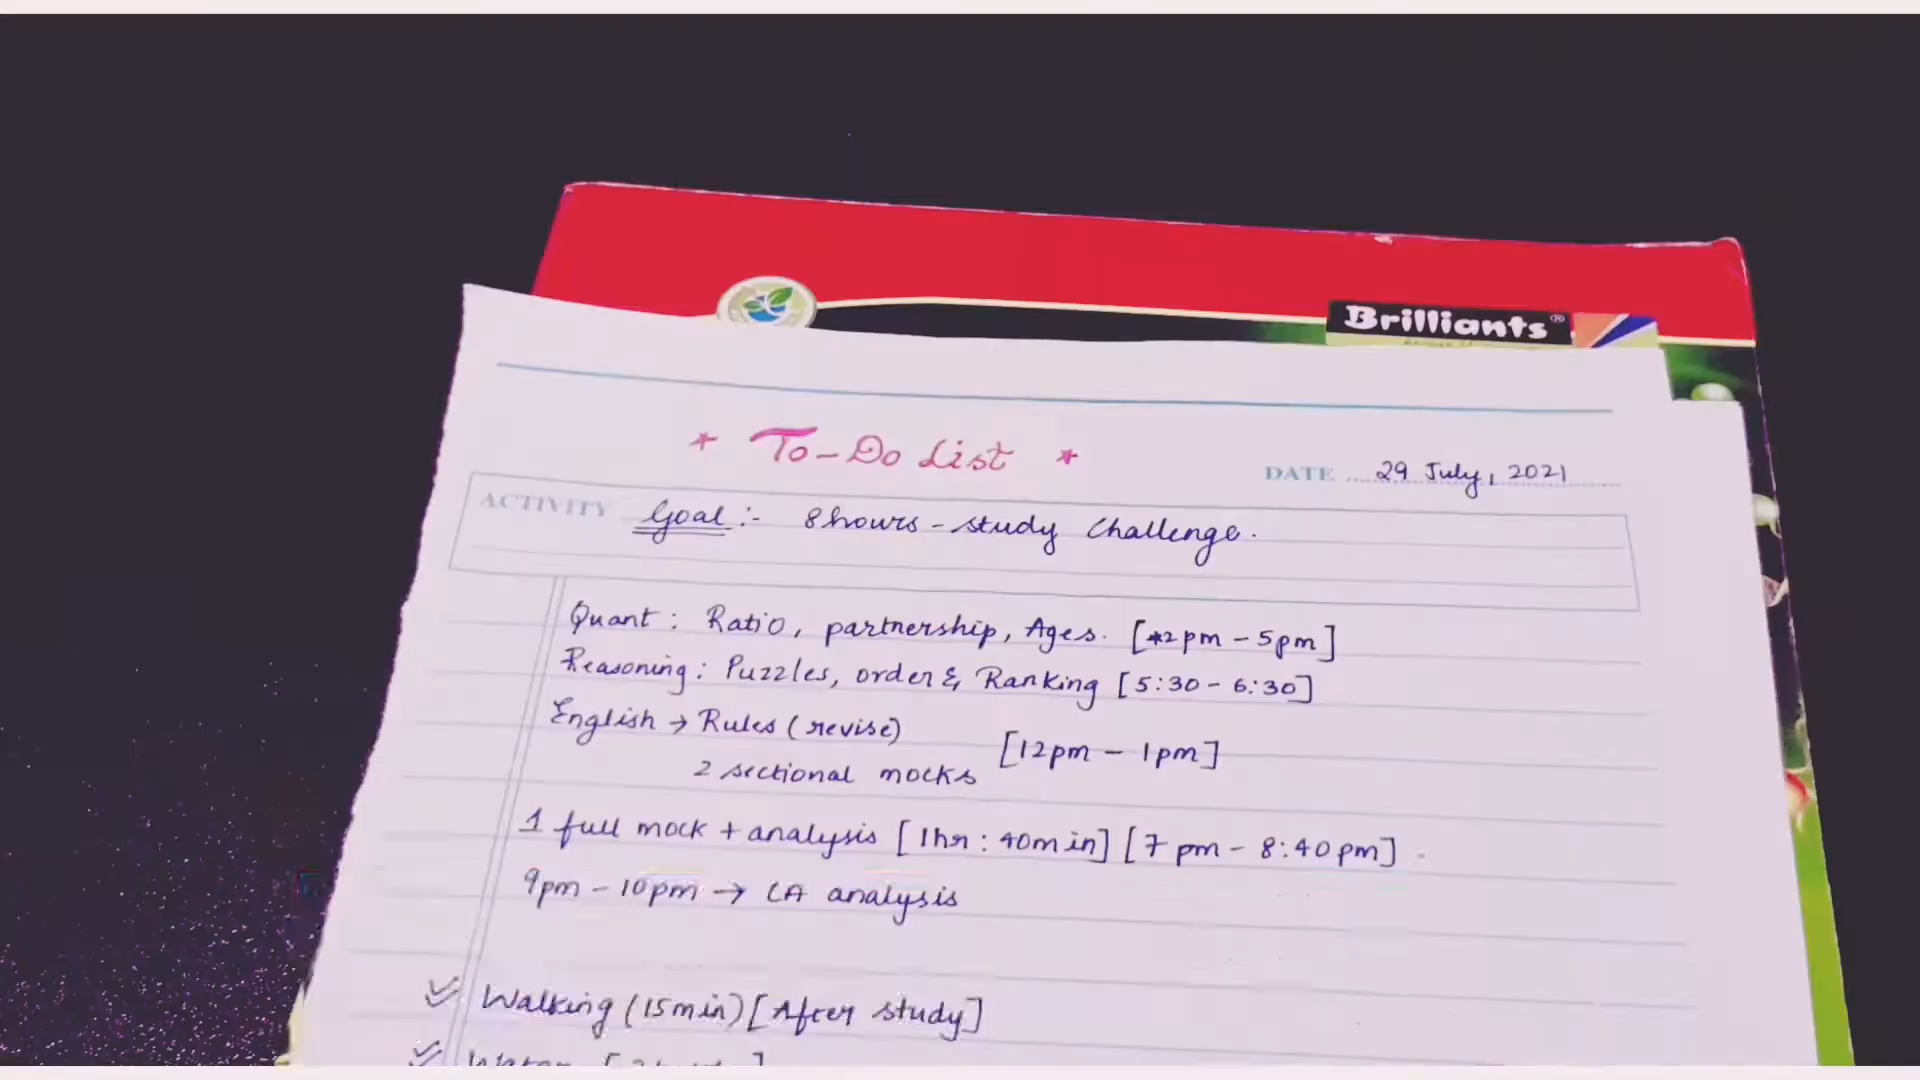 Brilliants®
* To-Do List *
DATE 29 July, 2021
ACTIVITY Goal :- 8 hours - study Challenge.
Quant : Ratio, partnership, Ages. [2pm - 5pm]
Reasoning : Puzzles, order & Ranking [5:30 - 6:30]
English → Rules (revise)
[12pm - 1pm]
2 sectional mocks
1 full mock + analysis [1hr : 40min] [7 pm - 8:40pm]
9pm - 10pm → CA analysis
Walking (15min) [After study]